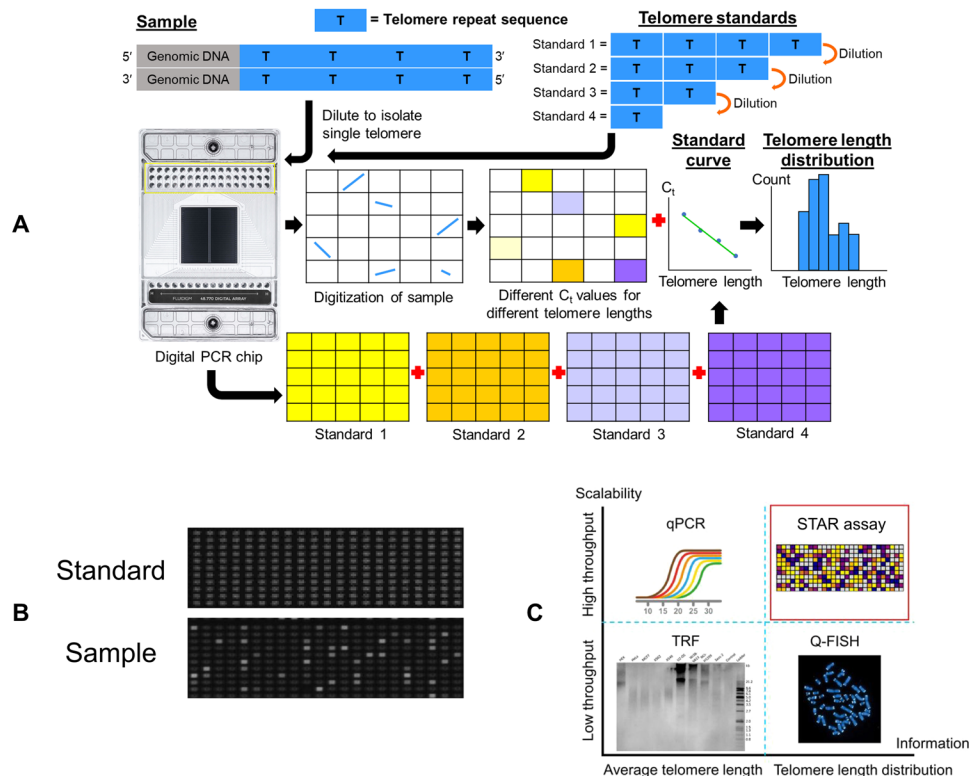 Sample
T
= Telomere repeat sequence
Telomere standards
5′ Genomic DNA T T T T 3′
3′ Genomic DNA T T T T 5′
Standard 1 = T T T T
Dilution
Standard 2 = T T T
Dilution
Standard 3 = T T
Dilution
Standard 4 = T
Dilute to isolate
single telomere
A
FLUIDIGM
DIGITAL ARRAY
Digital PCR chip
Digitization of sample
Different Ct values for
different telomere lengths
Standard
curve
Ct
Telomere length
Telomere length
distribution
Count
Telomere length
Standard 1
Standard 2
Standard 3
Standard 4
B
Standard
Sample
C
Scalability
High throughput
Low throughput
qPCR
10 15 20 25 30
STAR assay
TRF
Q-FISH
Information
Average telomere length
Telomere length distribution